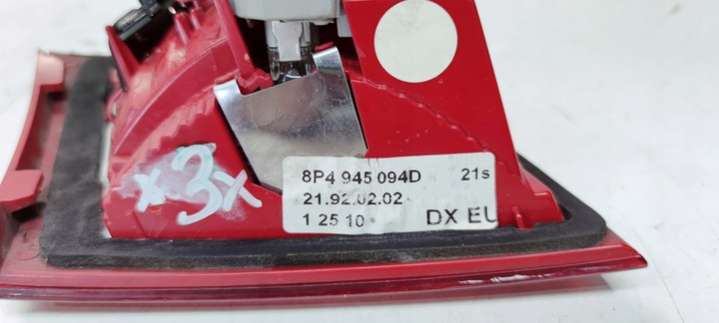 x3x
8P4 945 094D 21s
21.92.02.02
1 25 10 DX EU